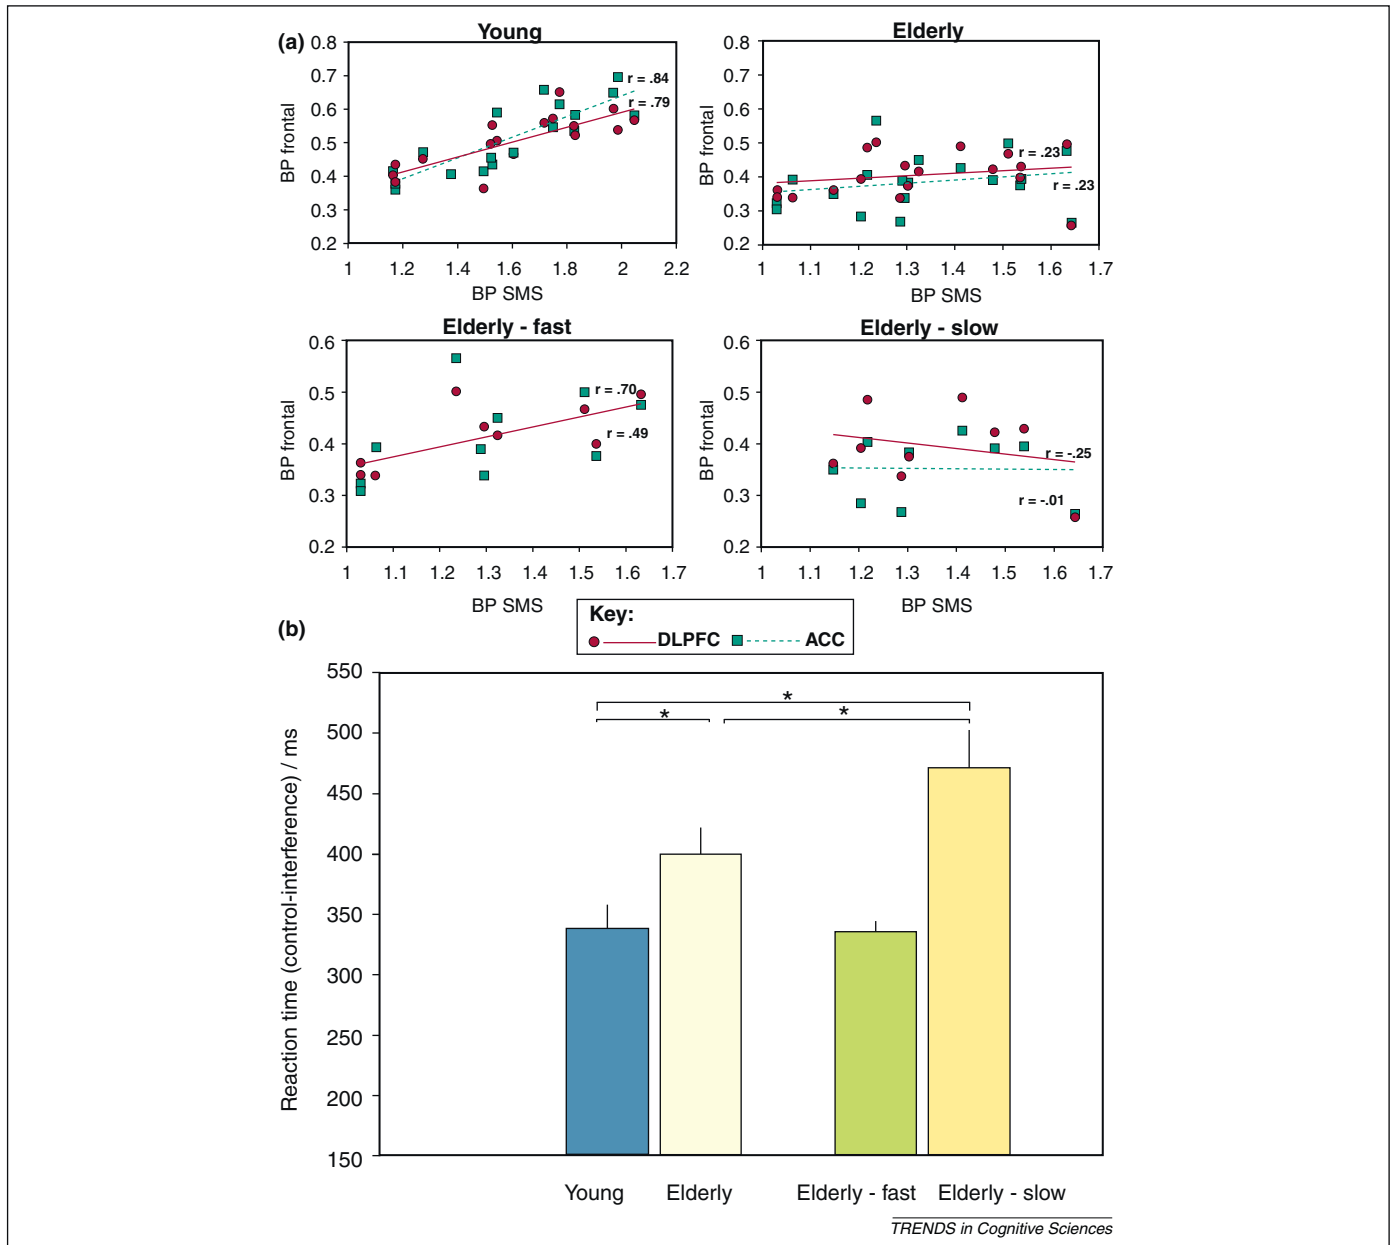 (a)
Young
0.8
0.7
0.6
0.5
0.4
0.3
0.2
BP frontal
r = .84
r = .79
1 1.2 1.4 1.6 1.8 2 2.2
BP SMS
Elderly
0.8
0.7
0.6
0.5
0.4
0.3
0.2
BP frontal
r = .23
r = .23
1 1.1 1.2 1.3 1.4 1.5 1.6 1.7
BP SMS
Elderly - fast
0.6
0.5
0.4
0.3
0.2
BP frontal
r = .70
r = .49
1 1.1 1.2 1.3 1.4 1.5 1.6 1.7
BP SMS
Elderly - slow
0.6
0.5
0.4
0.3
0.2
BP frontal
r = -.25
r = -.01
1 1.1 1.2 1.3 1.4 1.5 1.6 1.7
BP SMS
Key:
DLPFC ACC
(b)
550
500
450
400
350
300
250
200
150
Reaction time (control-interference) / ms
*
* *
Young Elderly Elderly - fast Elderly - slow
TRENDS in Cognitive Sciences